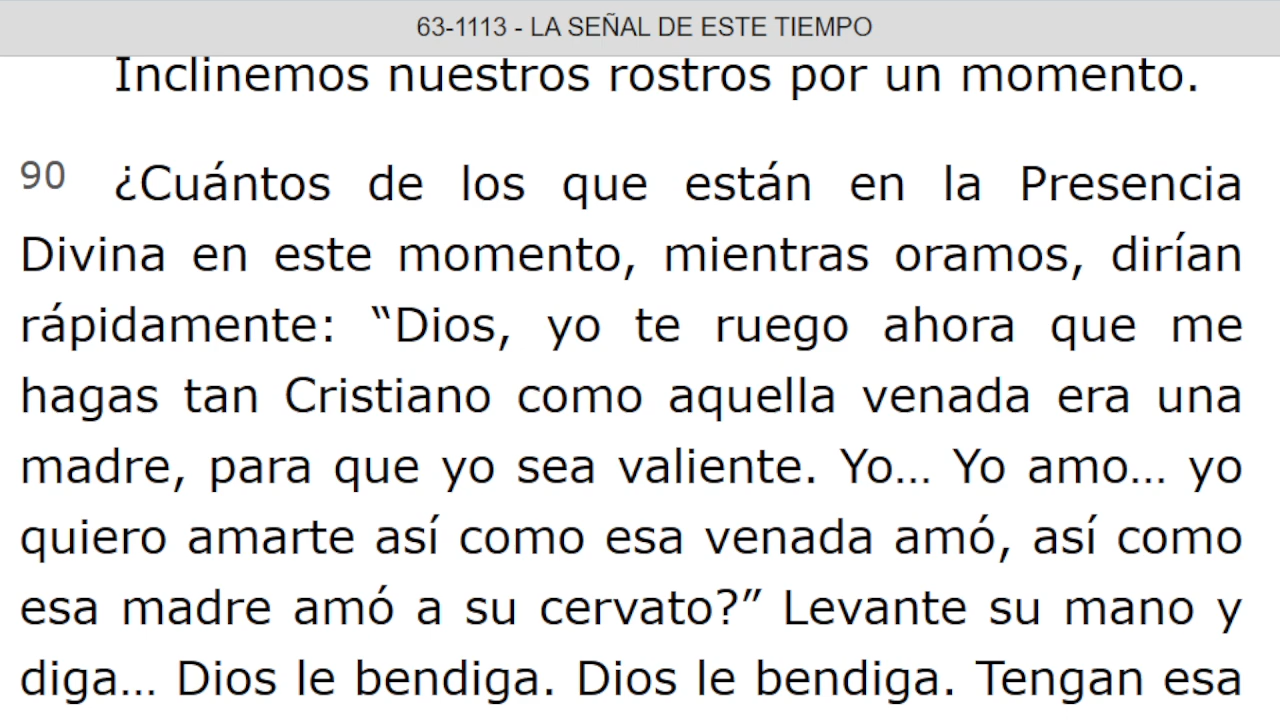 63-1113 - LA SEÑAL DE ESTE TIEMPO
Inclinemos nuestros rostros por un momento.
90 ¿Cuántos de los que están en la Presencia
Divina en este momento, mientras oramos, dirían
rápidamente: “Dios, yo te ruego ahora que me
hagas tan Cristiano como aquella venada era una
madre, para que yo sea valiente. Yo… Yo amo… yo
quiero amarte así como esa venada amó, así como
esa madre amó a su cervato?” Levante su mano y
diga… Dios le bendiga. Dios le bendiga. Tengan esa